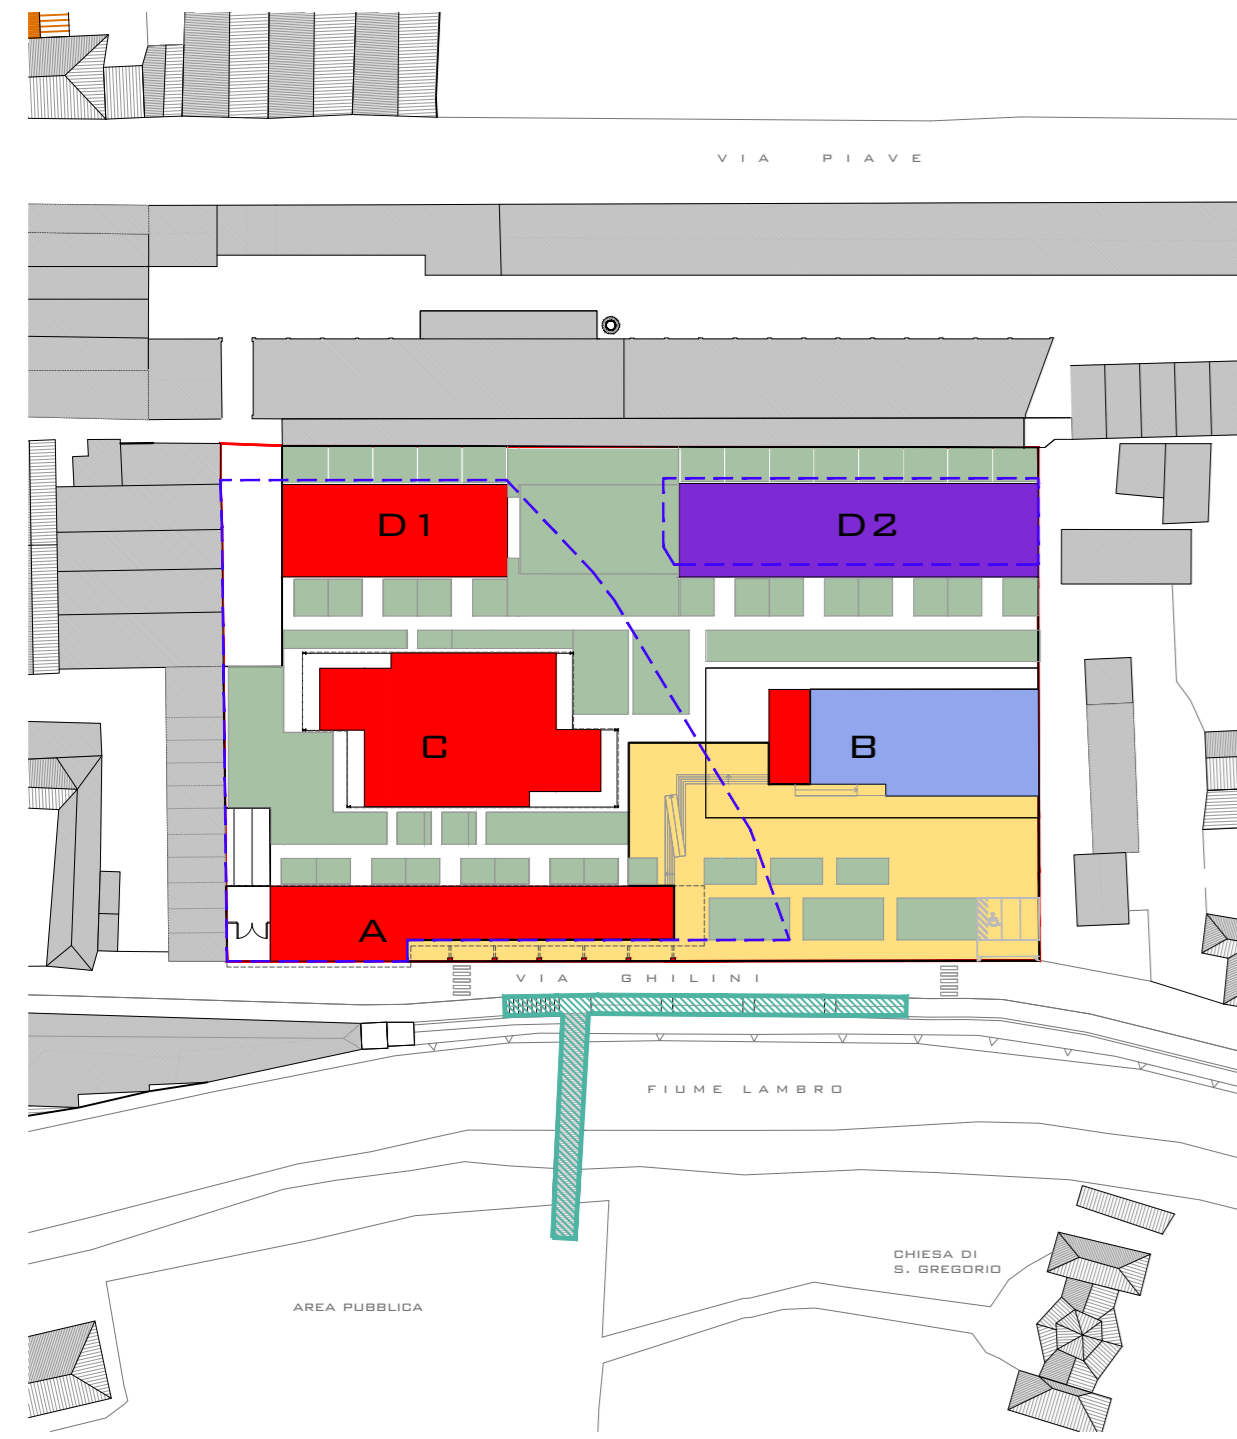 VIA PIAVE
D1
D2
C
B
A
VIA GHILINI
FIUME LAMBRO
CHIESA DI
S. GREGORIO
AREA PUBBLICA